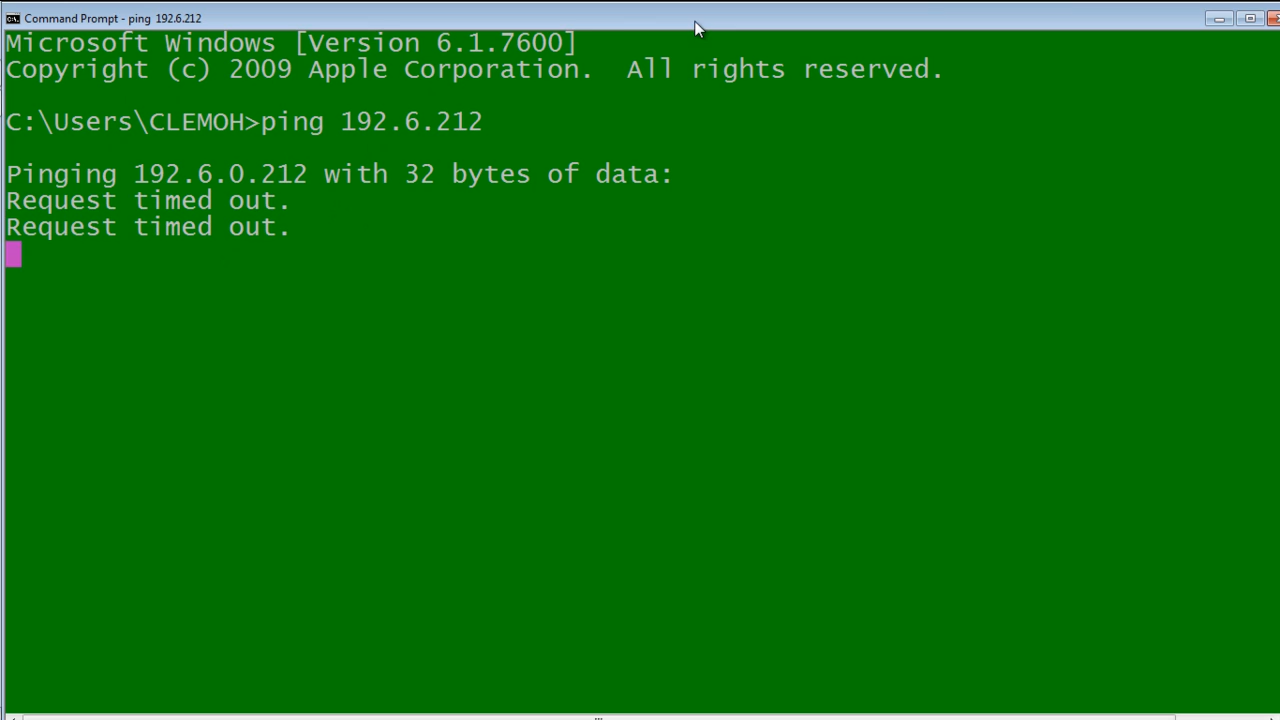 Command Prompt - ping 192.6.212
Microsoft Windows [Version 6.1.7600]
Copyright (c) 2009 Apple Corporation. All rights reserved.
C:\Users\CLEMOH>ping 192.6.212
Pinging 192.6.0.212 with 32 bytes of data:
Request timed out.
Request timed out.